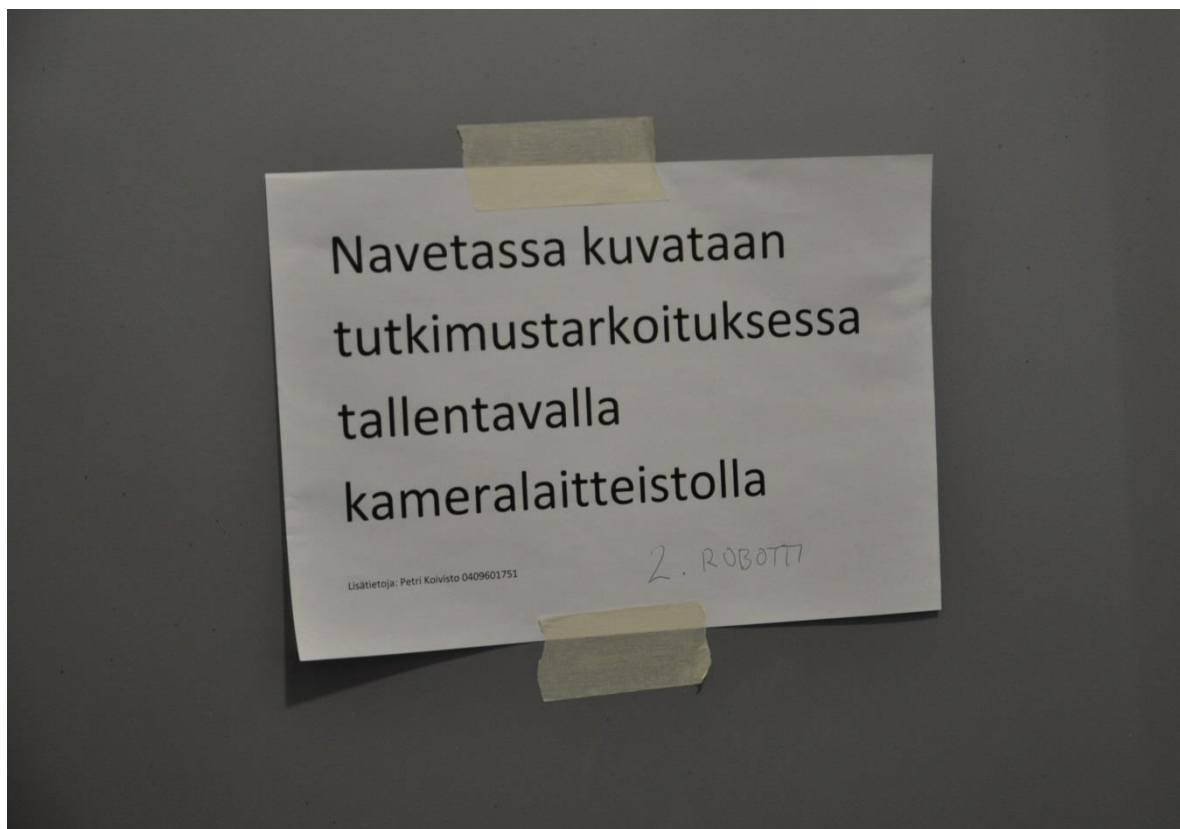 Navetassa kuvataan
tutkimustarkoituksessa
tallentavalla
kameralaitteistolla
2. ROBOTTI
Lisätietoja: Petri Koivisto 0409601751